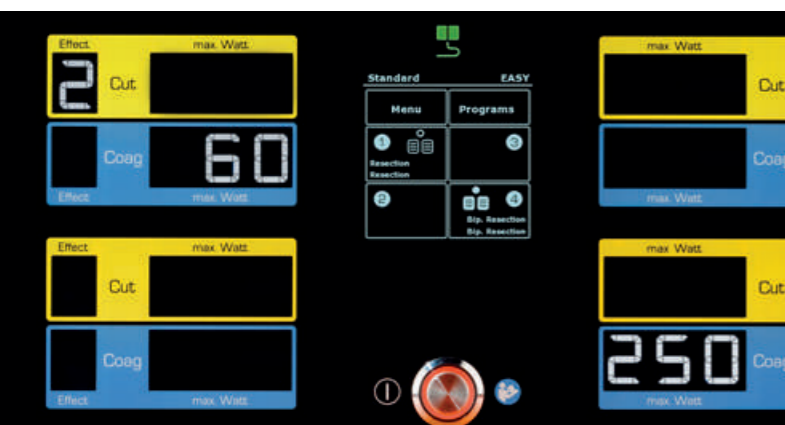 Effect max. Watt
2 Cut
Coag 60
Effect max. Watt
Effect max. Watt
Cut
Coag
Effect max. Watt
Standard EASY
Menu Programs
1
Resection
Resection
3
2
4
Bip. Resection
Bip. Resection
max. Watt
Cut
Coag
max. Watt
max. Watt
Cut
250 Coag
max. Watt